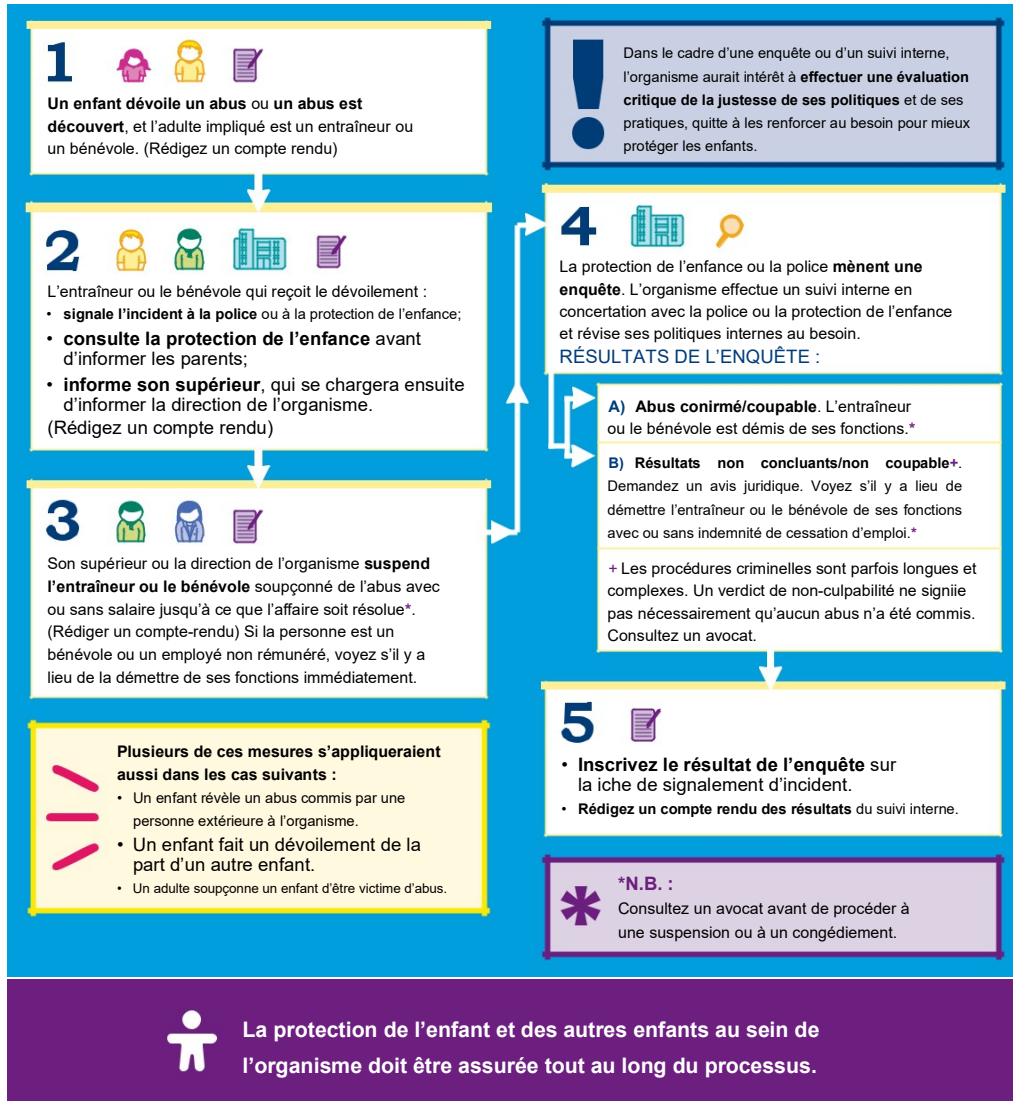 1
Un enfant dévoile un abus ou un abus est
découvert, et l'adulte impliqué est un entraîneur ou
un bénévole. (Rédigez un compte rendu)
2
L'entraîneur ou le bénévole qui reçoit le dévoilement :
• signale l'incident à la police ou à la protection de l'enfance;
• consulte la protection de l'enfance avant
d'informer les parents;
• informe son supérieur, qui se chargera ensuite
d'informer la direction de l'organisme.
(Rédigez un compte rendu)
3
Son supérieur ou la direction de l'organisme suspend
l'entraîneur ou le bénévole soupçonné de l'abus avec
ou sans salaire jusqu'à ce que l'affaire soit résolue*.
(Rédiger un compte-rendu) Si la personne est un
bénévole ou un employé non rémunéré, voyez s'il y a
lieu de la démettre de ses fonctions immédiatement.
Plusieurs de ces mesures s'appliqueraient
aussi dans les cas suivants :
• Un enfant révèle un abus commis par une
personne extérieure à l'organisme.
• Un enfant fait un dévoilement de la
part d'un autre enfant.
• Un adulte soupçonne un enfant d'être victime d'abus.
!
Dans le cadre d'une enquête ou d'un suivi interne,
l'organisme aurait intérêt à effectuer une évaluation
critique de la justesse de ses politiques et de ses
pratiques, quitte à les renforcer au besoin pour mieux
protéger les enfants.
4
La protection de l'enfance ou la police mènent une
enquête. L'organisme effectue un suivi interne en
concertation avec la police ou la protection de l'enfance
et révise ses politiques internes au besoin.
RÉSULTATS DE L'ENQUÊTE :
A) Abus conirmé/coupable. L'entraîneur
ou le bénévole est démis de ses fonctions.*
B) Résultats non concluants/non coupable+.
Demandez un avis juridique. Voyez s'il y a lieu de
démettre l'entraîneur ou le bénévole de ses fonctions
avec ou sans indemnité de cessation d'emploi.*
+ Les procédures criminelles sont parfois longues et
complexes. Un verdict de non-culpabilité ne signiie
pas nécessairement qu'aucun abus n'a été commis.
Consultez un avocat.
5
• Inscrivez le résultat de l'enquête sur
la iche de signalement d'incident.
• Rédigez un compte rendu des résultats du suivi interne.
*
*N.B. :
Consultez un avocat avant de procéder à
une suspension ou à un congédiement.
La protection de l'enfant et des autres enfants au sein de
l'organisme doit être assurée tout au long du processus.